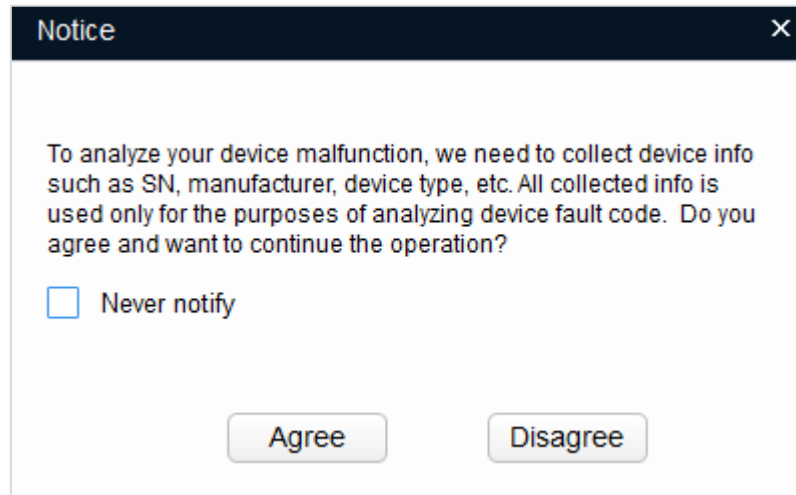 Notice
To analyze your device malfunction, we need to collect device info
such as SN, manufacturer, device type, etc. All collected info is
used only for the purposes of analyzing device fault code.  Do you
agree and want to continue the operation?
Never notify
Agree
Disagree